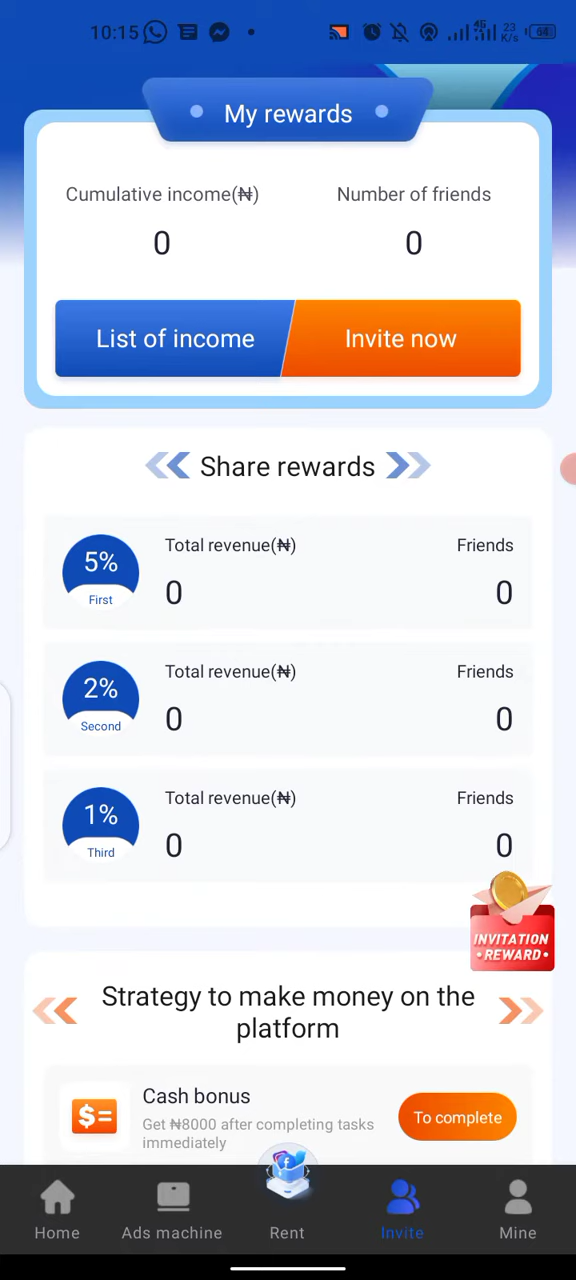 10:15
4G
23
K/s
64
My rewards
Cumulative income(₦)
Number of friends
0
0
List of income
Invite now
Share rewards
5%
First
Total revenue(₦)
Friends
0
0
2%
Second
Total revenue(₦)
Friends
0
0
1%
Third
Total revenue(₦)
Friends
0
0
INVITATION
•REWARD•
Strategy to make money on the
platform
$=
Cash bonus
Get ₦8000 after completing tasks
immediately
To complete
Home
Ads machine
Rent
Invite
Mine